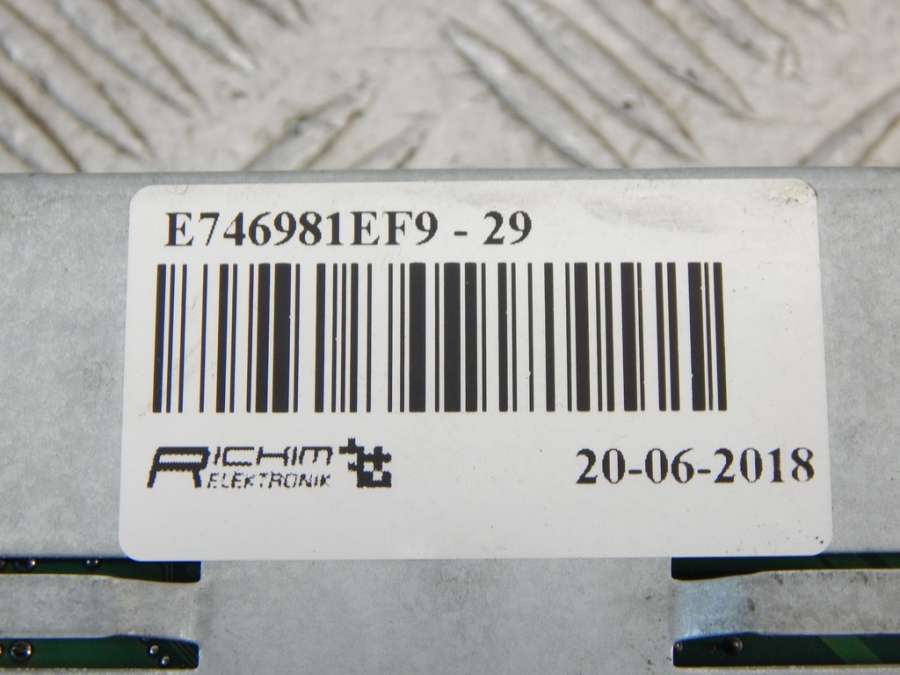 E746981EF9 - 29
RICHIM
ELEKTRONIK
20-06-2018